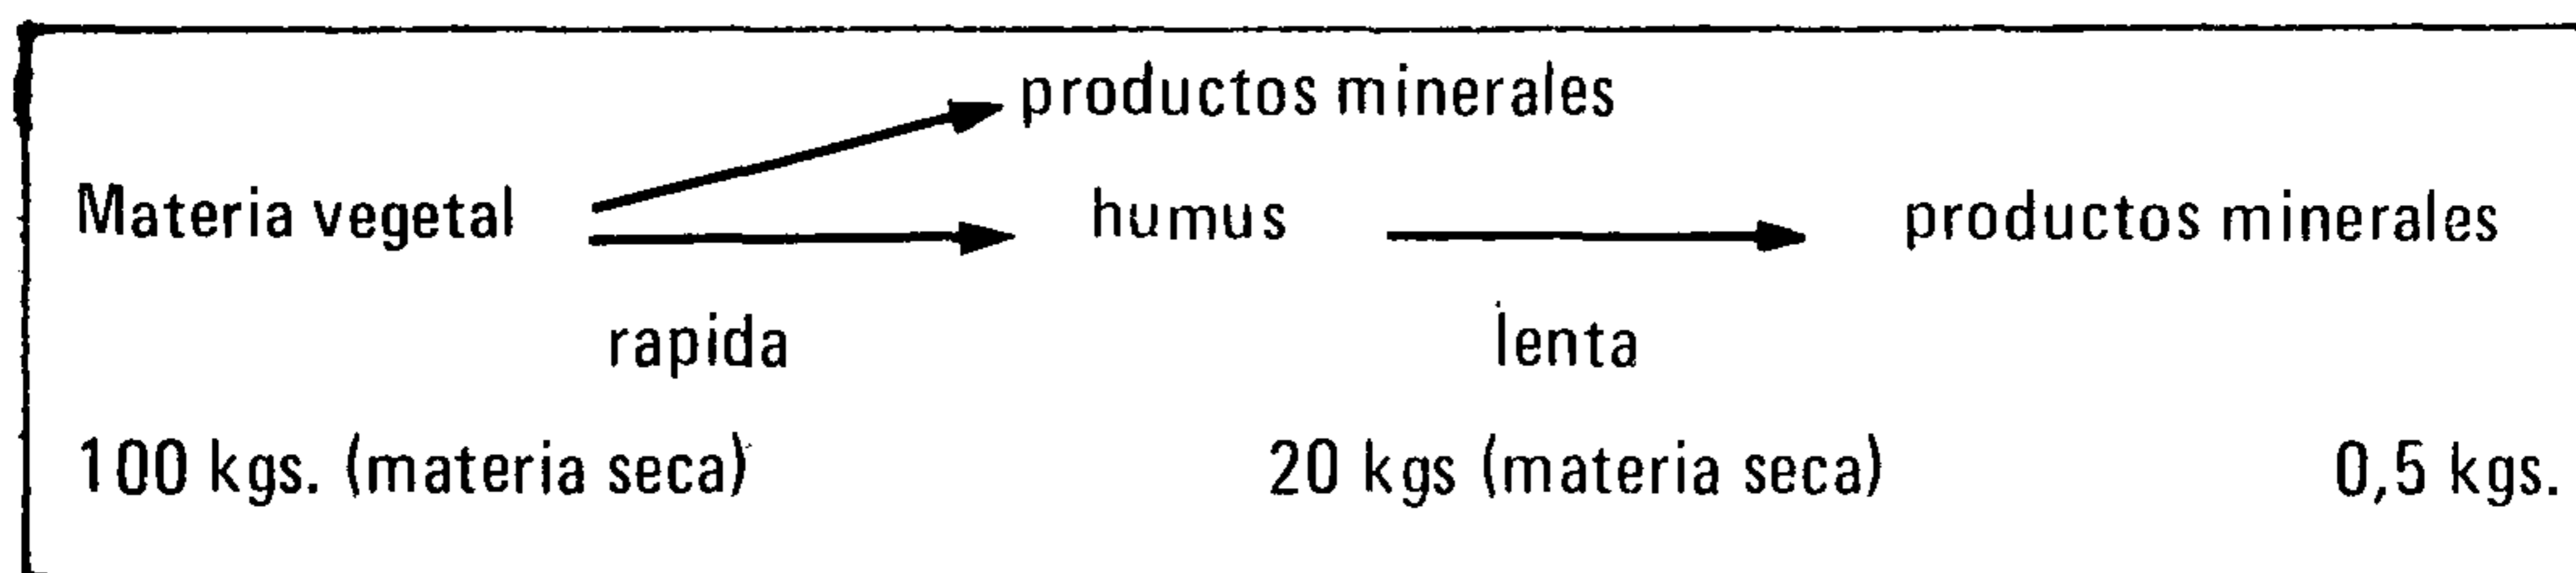 productos minerales
Materia vegetal humus productos minerales
rapida lenta
100 kgs. (materia seca) 20 kgs (materia seca) 0,5 kgs.